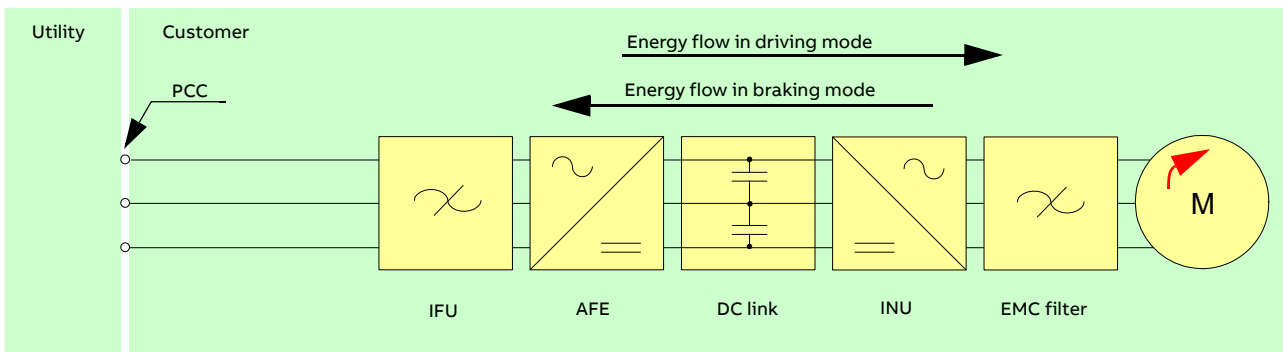 Utility
Customer
Energy flow in driving mode
Energy flow in braking mode
PCC
M
IFU
AFE
DC link
INU
EMC filter